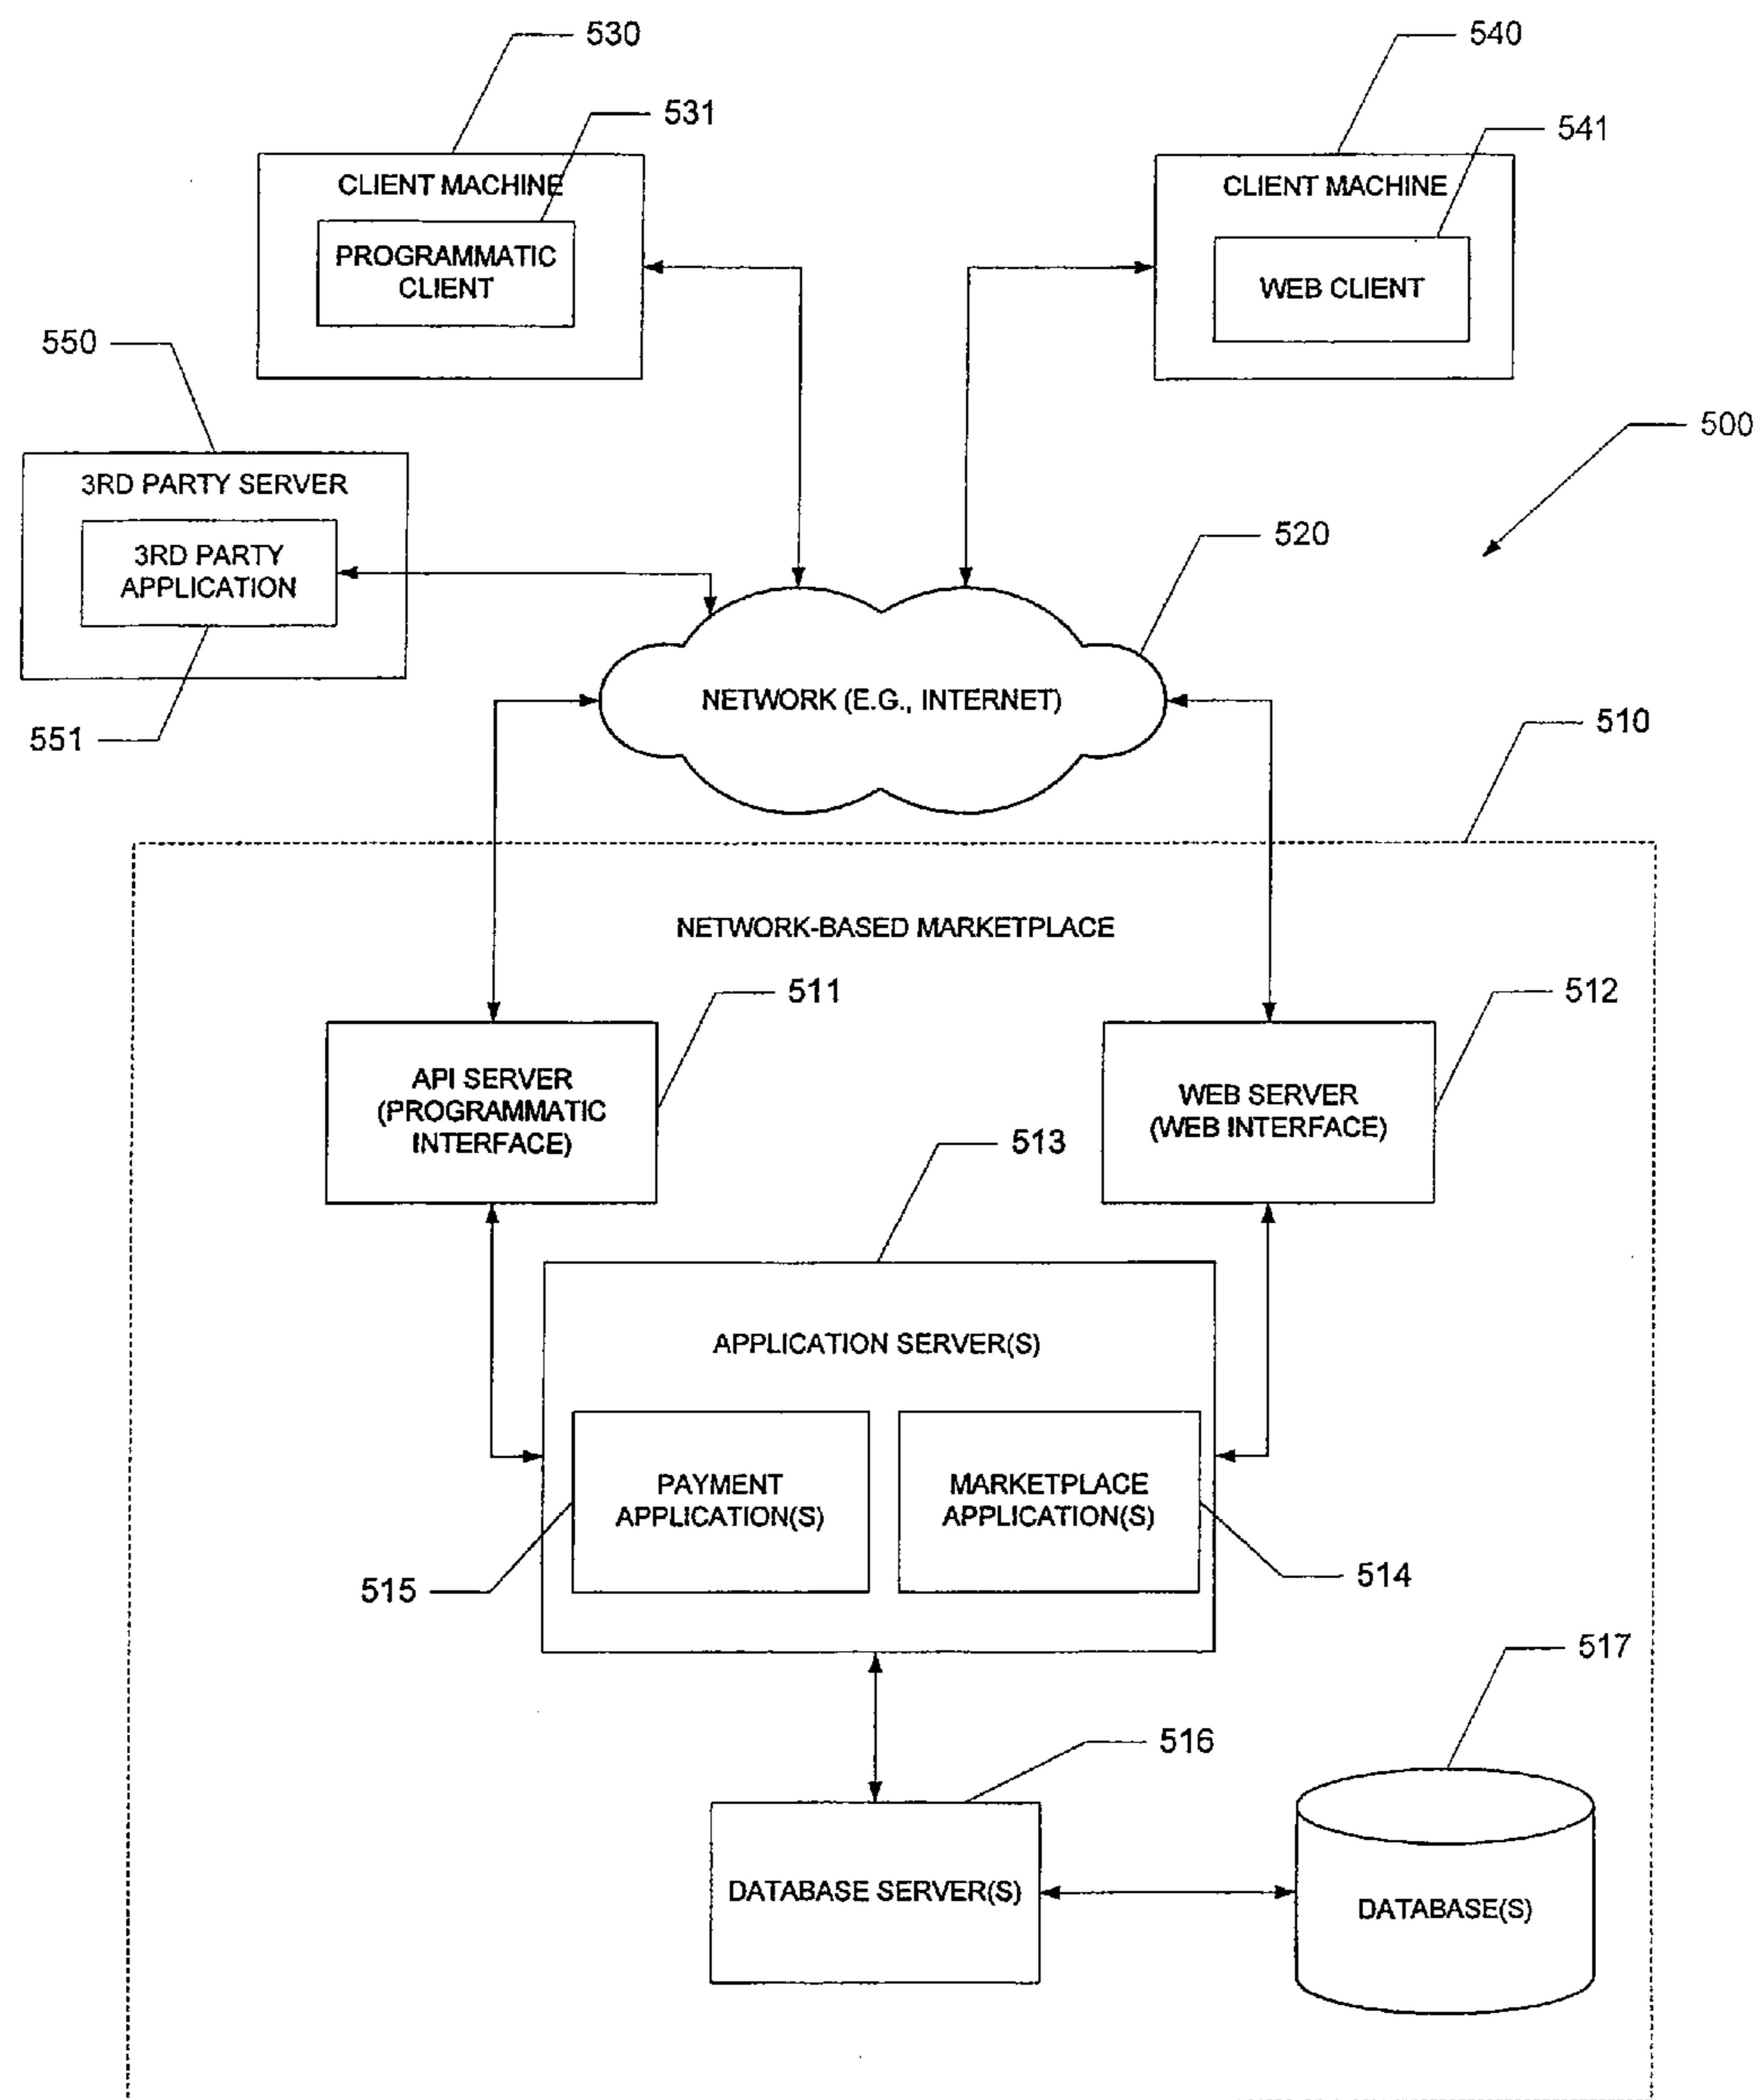 530
540
531
541
CLIENT MACHINE
CLIENT MACHINE
PROGRAMMATIC
CLIENT
WEB CLIENT
550
500
3RD PARTY SERVER
520
3RD PARTY
APPLICATION
NETWORK (E.G., INTERNET)
551
510
NETWORK-BASED MARKETPLACE
511
512
API SERVER
(PROGRAMMATIC
INTERFACE)
WEB SERVER
(WEB INTERFACE)
513
APPLICATION SERVER(S)
PAYMENT
APPLICATION(S)
MARKETPLACE
APPLICATION(S)
515
514
517
516
DATABASE SERVER(S)
DATABASE(S)